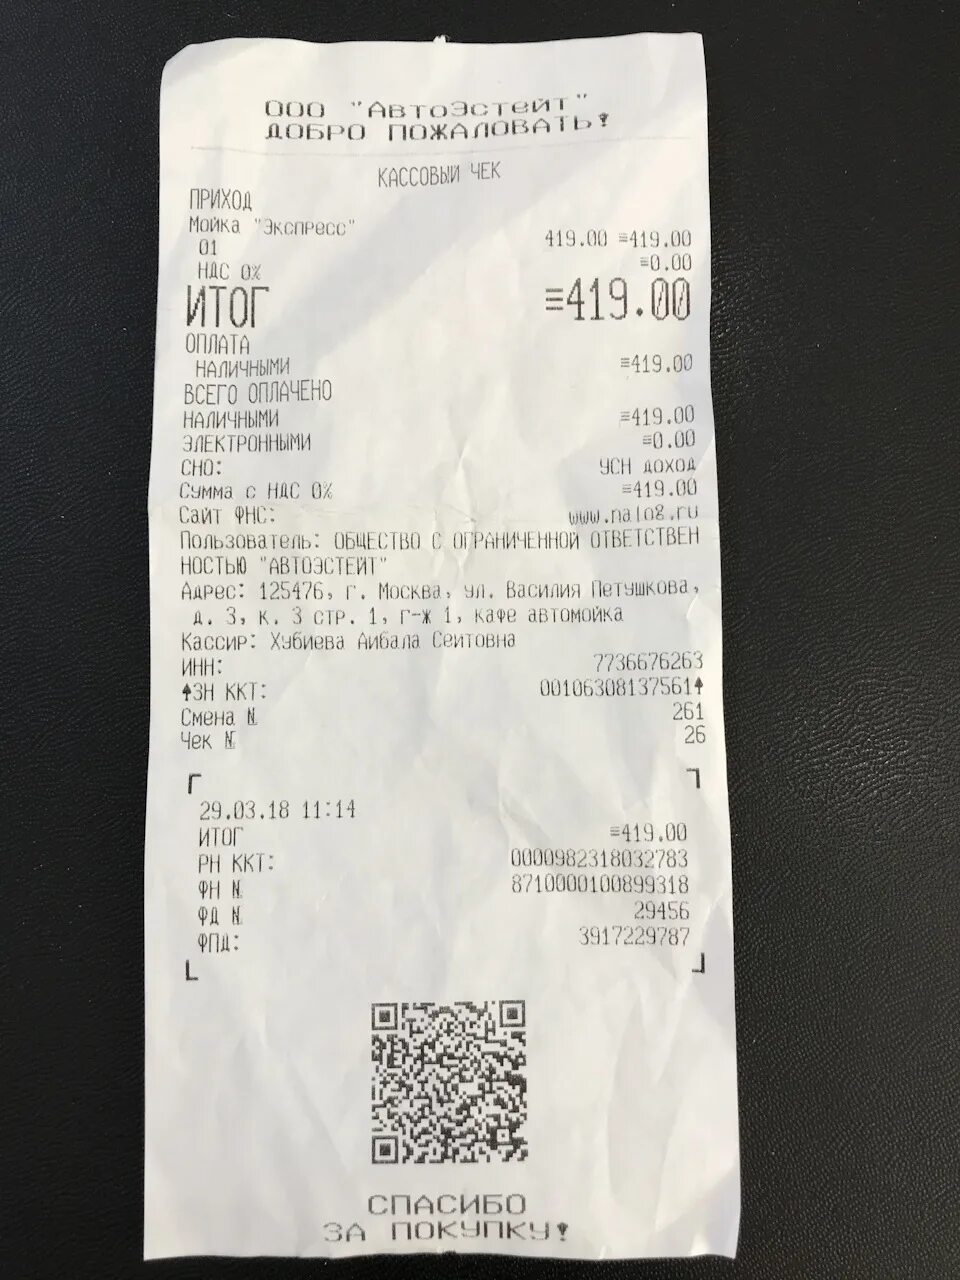 ООО "АвтоЭстейт"
ДОБРО ПОЖАЛОВАТЬ!
КАССОВЫЙ ЧЕК
ПРИХОД
Мойка "Экспресс"
01 419.00 ≡419.00
НДС 0% ≡0.00
ИТОГ ≡419.00
ОПЛАТА
НАЛИЧНЫМИ ≡419.00
ВСЕГО ОПЛАЧЕНО
НАЛИЧНЫМИ ≡419.00
ЭЛЕКТРОННЫМИ ≡0.00
СНО: УСН ДОХОД
Сумма с НДС 0% ≡419.00
Сайт ФНС: www.nalog.ru
Пользователь: ОБЩЕСТВО С ОГРАНИЧЕННОЙ ОТВЕТСТВЕН
НОСТЬЮ "АВТОЭСТЕЙТ"
Адрес: 125476, г. Москва, ул. Василия Петушкова,
д. 3, к. 3 стр. 1, г-ж 1, кафе автомойка
Кассир: Хубиева Аибала Сеитовна
ИНН: 7736676263
↑ЗН ККТ: 00106308137561↑
Смена № 261
Чек № 26
29.03.18 11:14
ИТОГ ≡419.00
РН ККТ: 0000982318032783
ФН № 8710000100899318
ФД № 29456
ФПД: 3917229787
СПАСИБО
ЗА ПОКУПКУ!